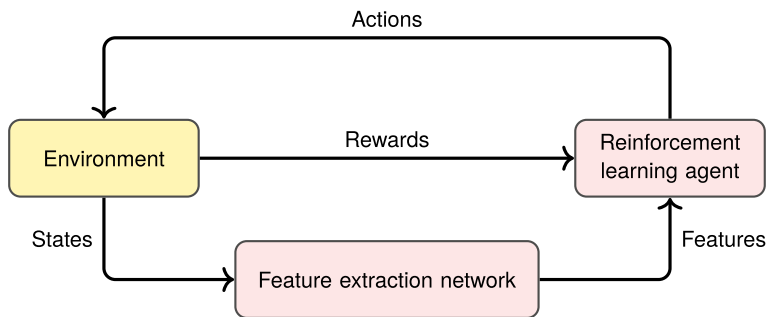 Actions
Environment
Rewards
Reinforcement
learning agent
States
Features
Feature extraction network